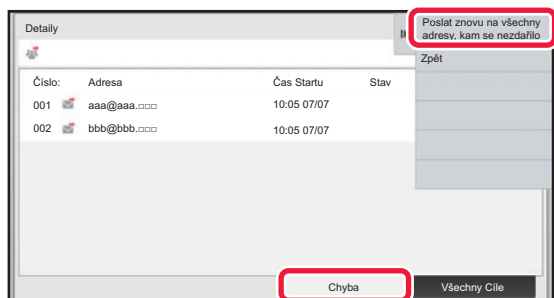 Detaily
Poslat znovu na všechny
adresy, kam se nezdařilo
Zpět
Číslo: Adresa Čas Startu Stav
001 aaa@aaa.□□□ 10:05 07/07
002 bbb@bbb.□□□ 10:05 07/07
Chyba Všechny Cíle